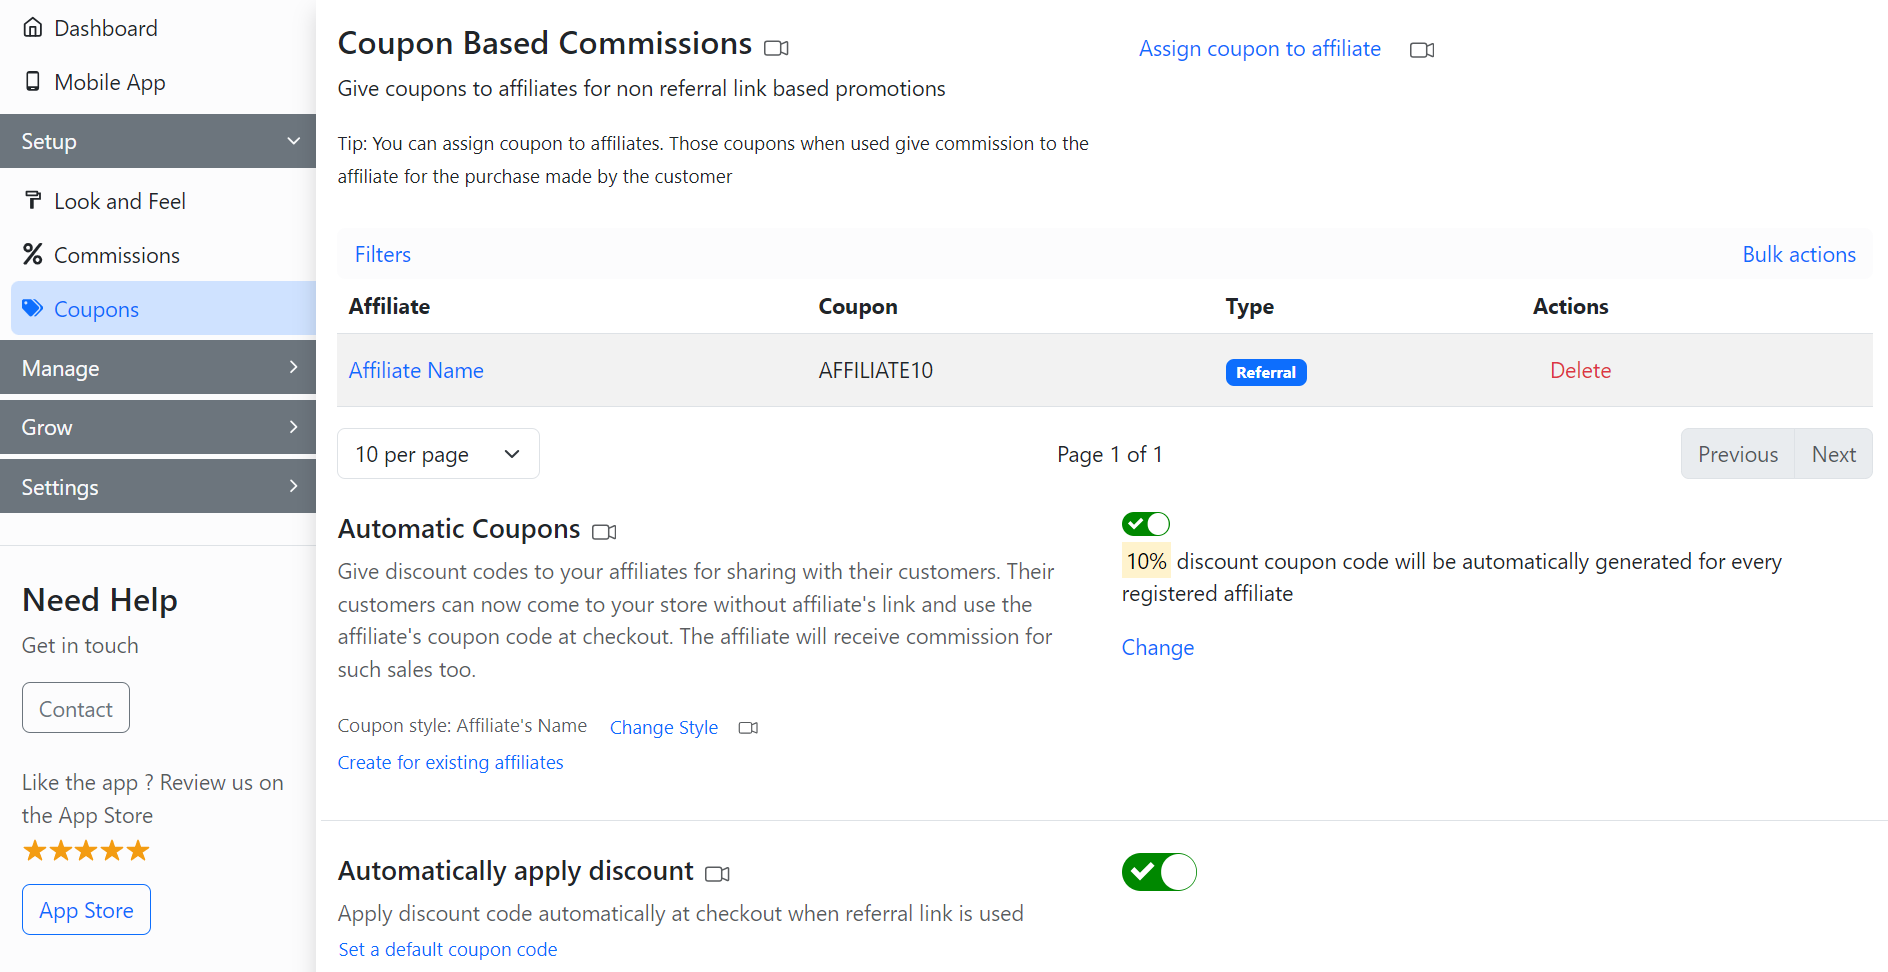 Dashboard
Mobile App
Setup
Look and Feel
Commissions
Coupons
Manage
Grow
Settings
Need Help
Get in touch
Contact
Like the app ? Review us on
the App Store
App Store
Coupon Based Commissions
Assign coupon to affiliate
Give coupons to affiliates for non referral link based promotions
Tip: You can assign coupon to affiliates. Those coupons when used give commission to the
affiliate for the purchase made by the customer
Filters
Bulk actions
Affiliate Coupon Type Actions
Affiliate Name AFFILIATE10 Referral Delete
10 per page Page 1 of 1 Previous Next
Automatic Coupons
Give discount codes to your affiliates for sharing with their customers. Their
customers can now come to your store without affiliate's link and use the
affiliate's coupon code at checkout. The affiliate will receive commission for
such sales too.
Coupon style: Affiliate's Name Change Style
Create for existing affiliates
10% discount coupon code will be automatically generated for every
registered affiliate
Change
Automatically apply discount
Apply discount code automatically at checkout when referral link is used
Set a default coupon code